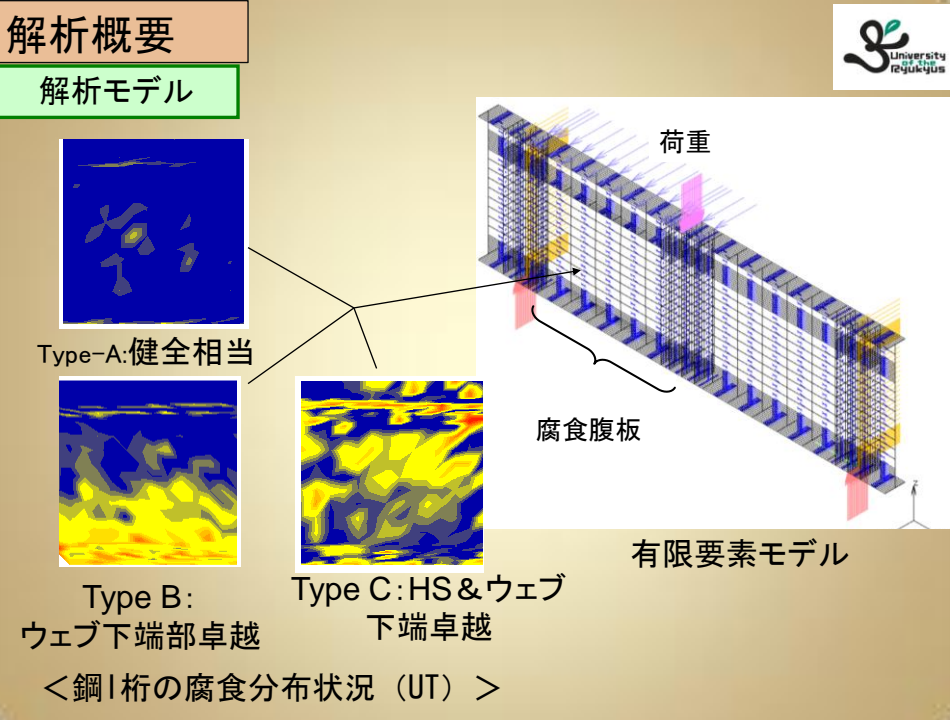 解析概要
University
of the
Ryukyus
解析モデル
荷重
Type-A:健全相当
腐食腹板
有限要素モデル
Z
Type B:
ウェブ下端部卓越
Type C:HS&ウェブ
下端卓越
<鋼I桁の腐食分布状況(UT)>